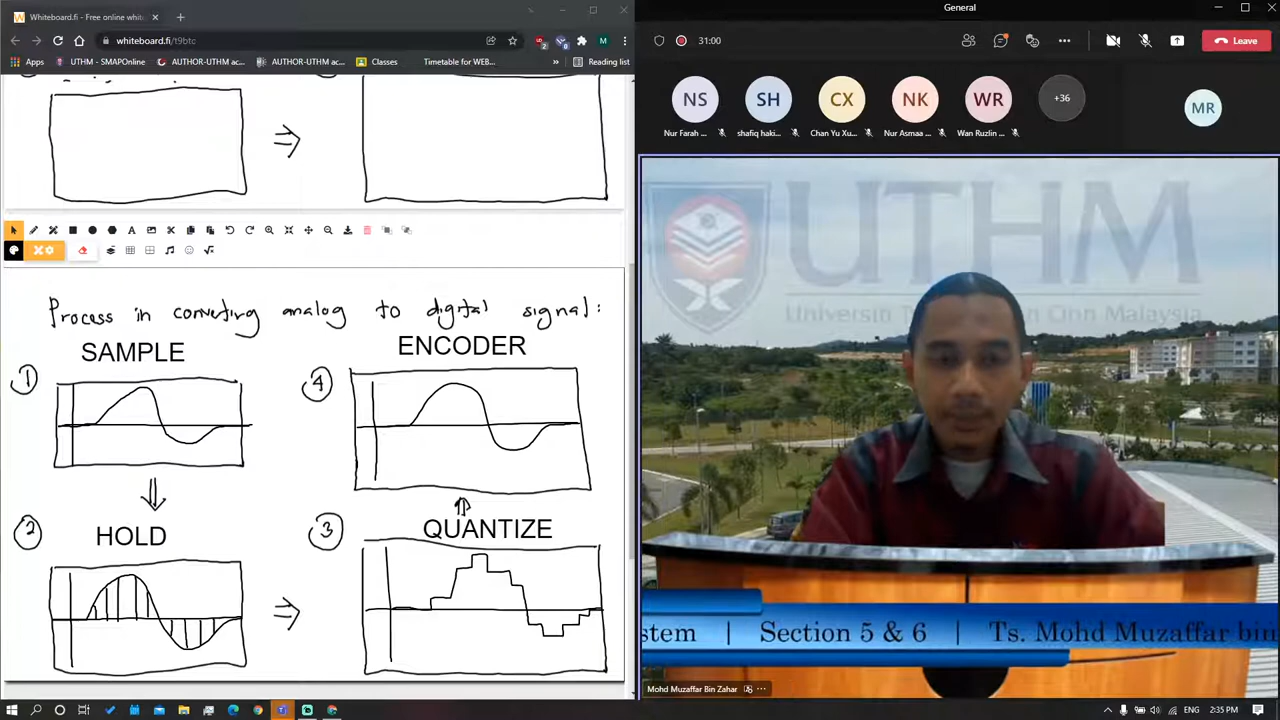 Whiteboard.fi - Free online whit
whiteboard.fi/t9btc
Apps
UTHM - SMAPOnline
AUTHOR-UTHM ac...
AUTHOR-UTHM ac...
Classes
Timetable for WEB...
Reading list
Process in converting analog to digital signal:
SAMPLE
ENCODER
1
4
2
HOLD
3
QUANTIZE
General
31:00
Leave
NS
SH
CX
NK
WR
+36
MR
Nur Farah ...
shafiq haki...
Chan Yu Xu...
Nur Asmaa ...
Wan Ruzlin ...
UTHM
Universiti T
n Onn Malaysia
stem | Section 5 & 6 | Ts. Mohd Muzaffar bin
Mohd Muzaffar Bin Zahar
ENG
2:35 PM